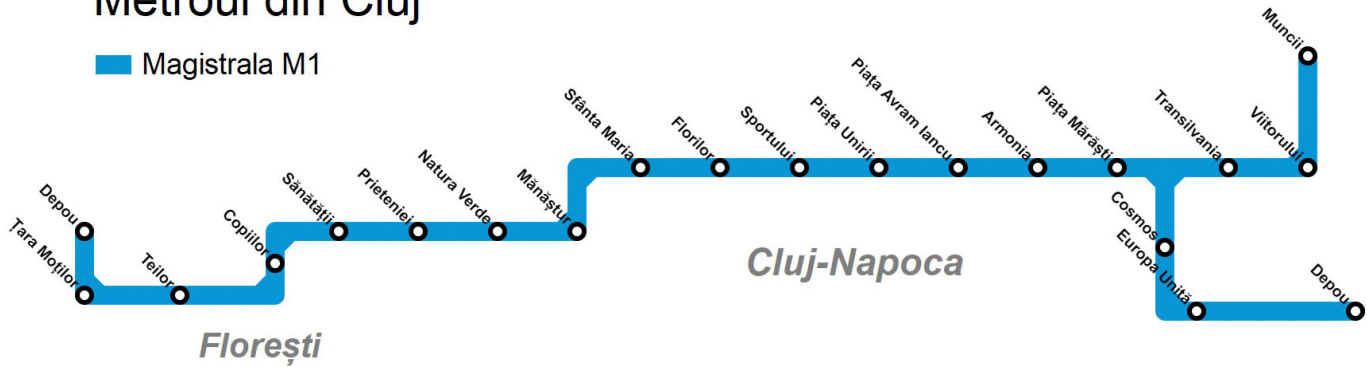 Metroul din Cluj
Magistrala M1
Depou
Țara Moților
Teilor
Copiilor
Sănătății
Prieteniei
Natura Verde
Mănăștur
Sfânta Maria
Florilor
Sportului
Piața Unirii
Piața Avram Iancu
Armonia
Piața Mărăști
Transilvania
Viitorului
Muncii
Cosmos
Europa Unită
Depou
Cluj-Napoca
Florești